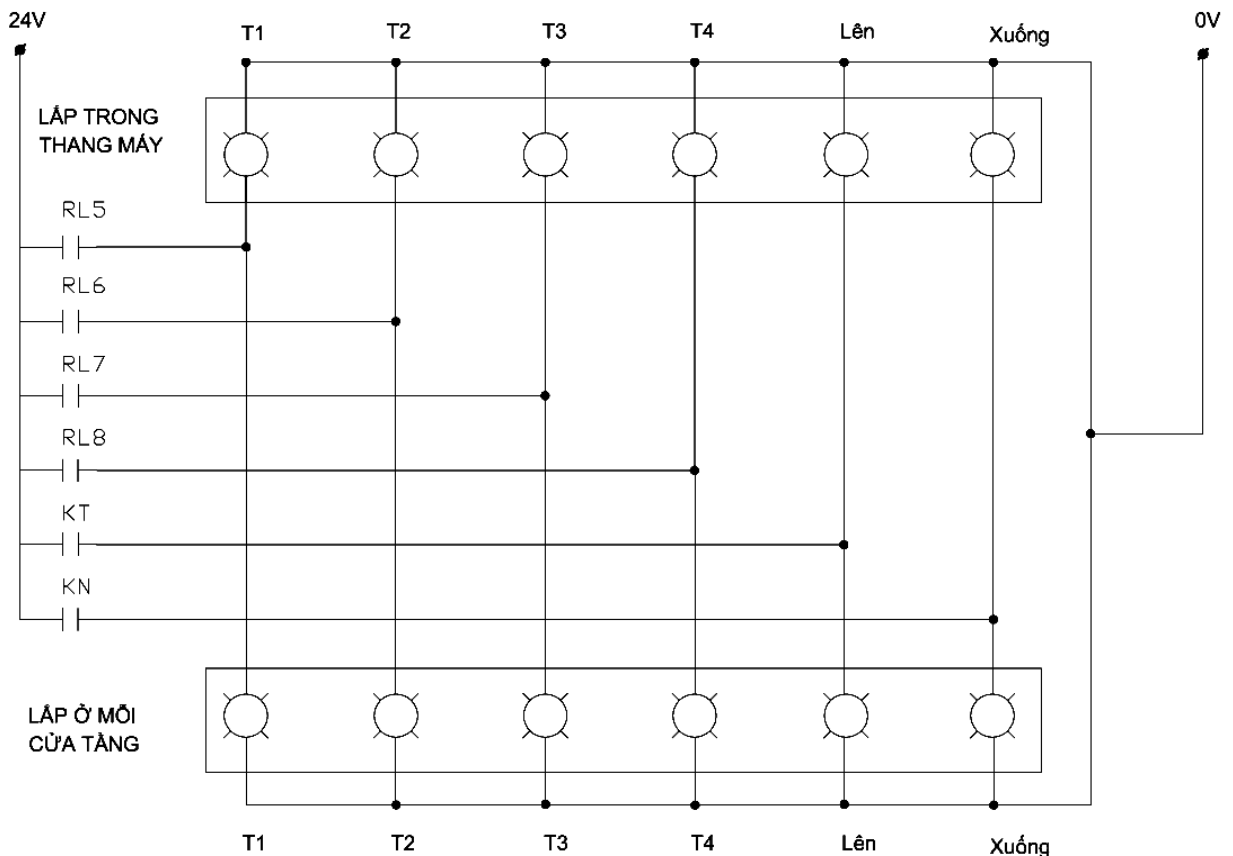 24V
T1 T2 T3 T4 Lên Xuống
0V
LẮP TRONG
THANG MÁY
RL5
RL6
RL7
RL8
KT
KN
LẮP Ở MỖI
CỬA TẦNG
T1 T2 T3 T4 Lên Xuống